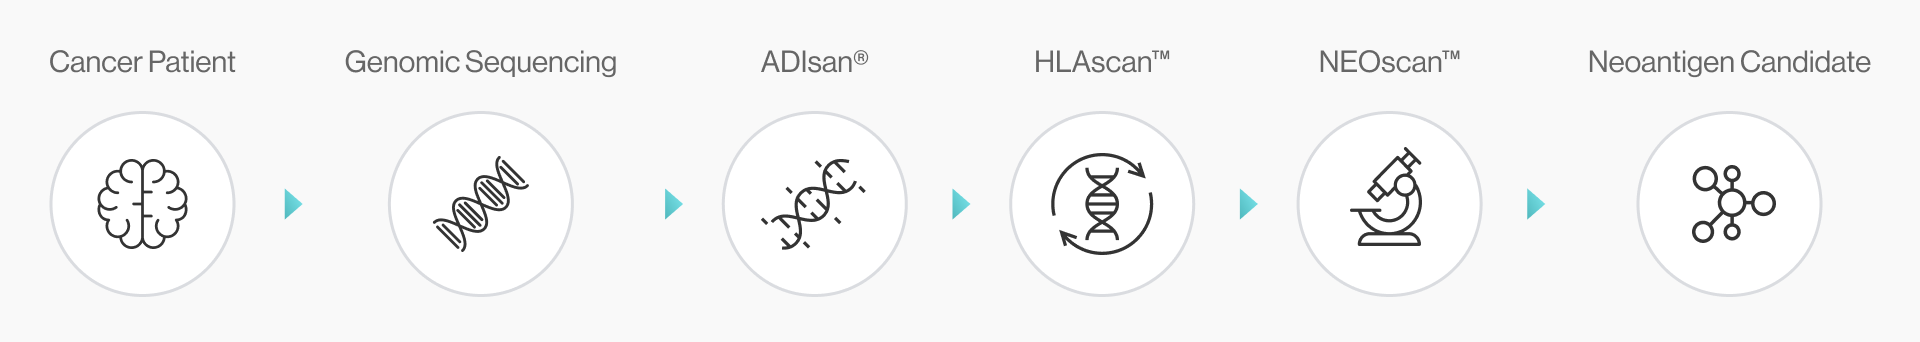 Cancer Patient
Genomic Sequencing
ADIsan®
HLAscan™
NEOscan™
Neoantigen Candidate